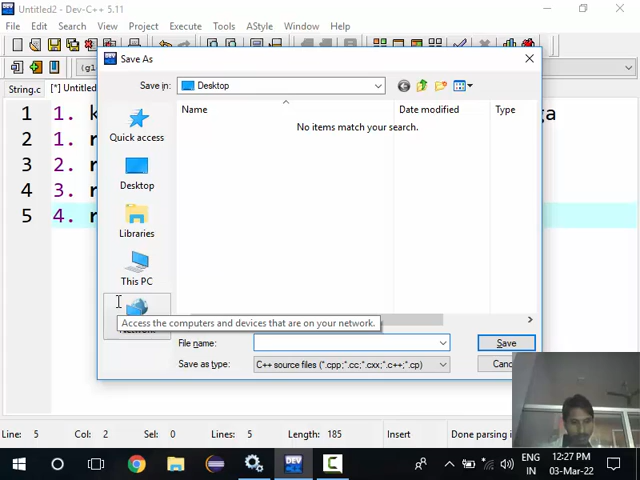 Untitled2 - Dev-C++ 5.11
File Edit Search View Project Execute Tools AStyle Window Help
String.c [*] Untitled
Save As
Save in: Desktop
Name Date modified Type
No items match your search.
Quick access
Desktop
Libraries
This PC
Access the computers and devices that are on your network.
File name: Save
Save as type: C++ source files (*.cpp;*.cc;*.cxx;*.c++;*.cp)
1 1. k ga
2 1. r
3 2. r
4 3. r
5 4. r
Line: 5 Col: 2 Sel: 0 Lines: 5 Length: 185 Insert Done parsing
ENG 12:27 PM
IN 03-Mar-22